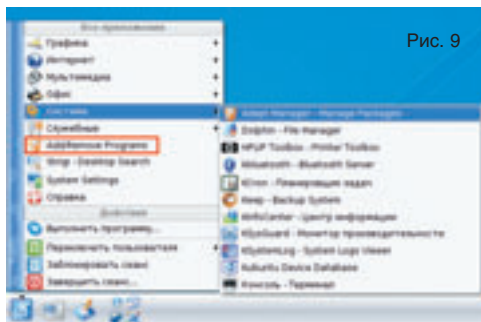 Рис. 9
Все приложения
Графика
Интернет
Мультимедиа
Офис
Система
Служебные
Add/Remove Programs
Strigi - Desktop Search
System Settings
Справка
Действия
Выполнить программу...
Переключить пользователя
Заблокировать сеанс
Завершить сеанс...
Adept Manager - Manage Packages
Dolphin - File Manager
HPLIP Toolbox - Printer Toolbox
KBluetooth - Bluetooth Server
KCron - Планировщик задач
Keep - Backup System
KInfoCenter - Центр информации
KSysGuard - Монитор производительности
KSystemLog - System Logs Viewer
Kubuntu Device Database
Консоль - Терминал